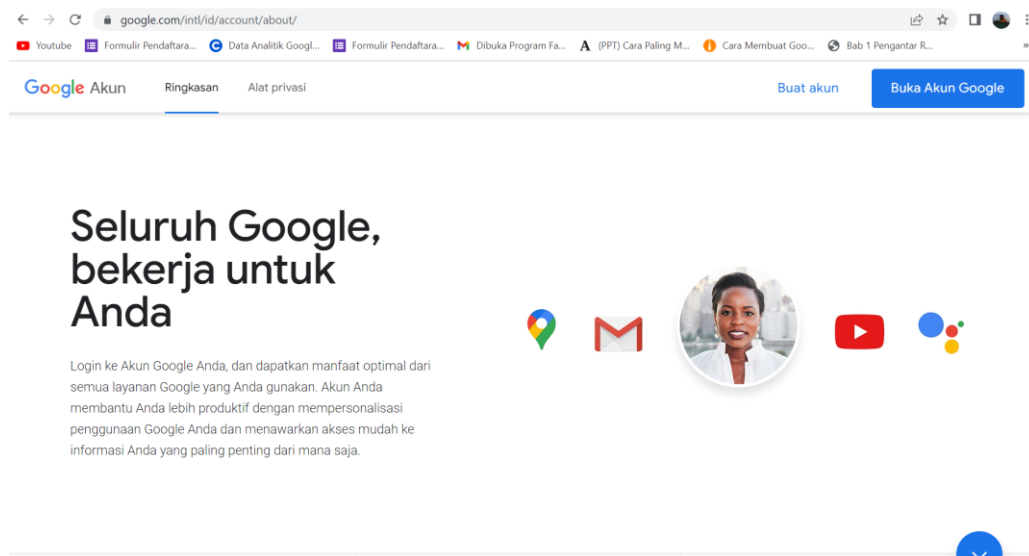 google.com/intl/id/account/about/
Youtube Formulir Pendaftara... Data Analitik Googl... Formulir Pendaftara... Dibuka Program Fa... (PPT) Cara Paling M... Cara Membuat Goo... Bab 1 Pengantar R... »
Google Akun Ringkasan Alat privasi Buat akun Buka Akun Google
Seluruh Google,
bekerja untuk
Anda
Login ke Akun Google Anda, dan dapatkan manfaat optimal dari
semua layanan Google yang Anda gunakan. Akun Anda
membantu Anda lebih produktif dengan mempersonalisasi
penggunaan Google Anda dan menawarkan akses mudah ke
informasi Anda yang paling penting dari mana saja.